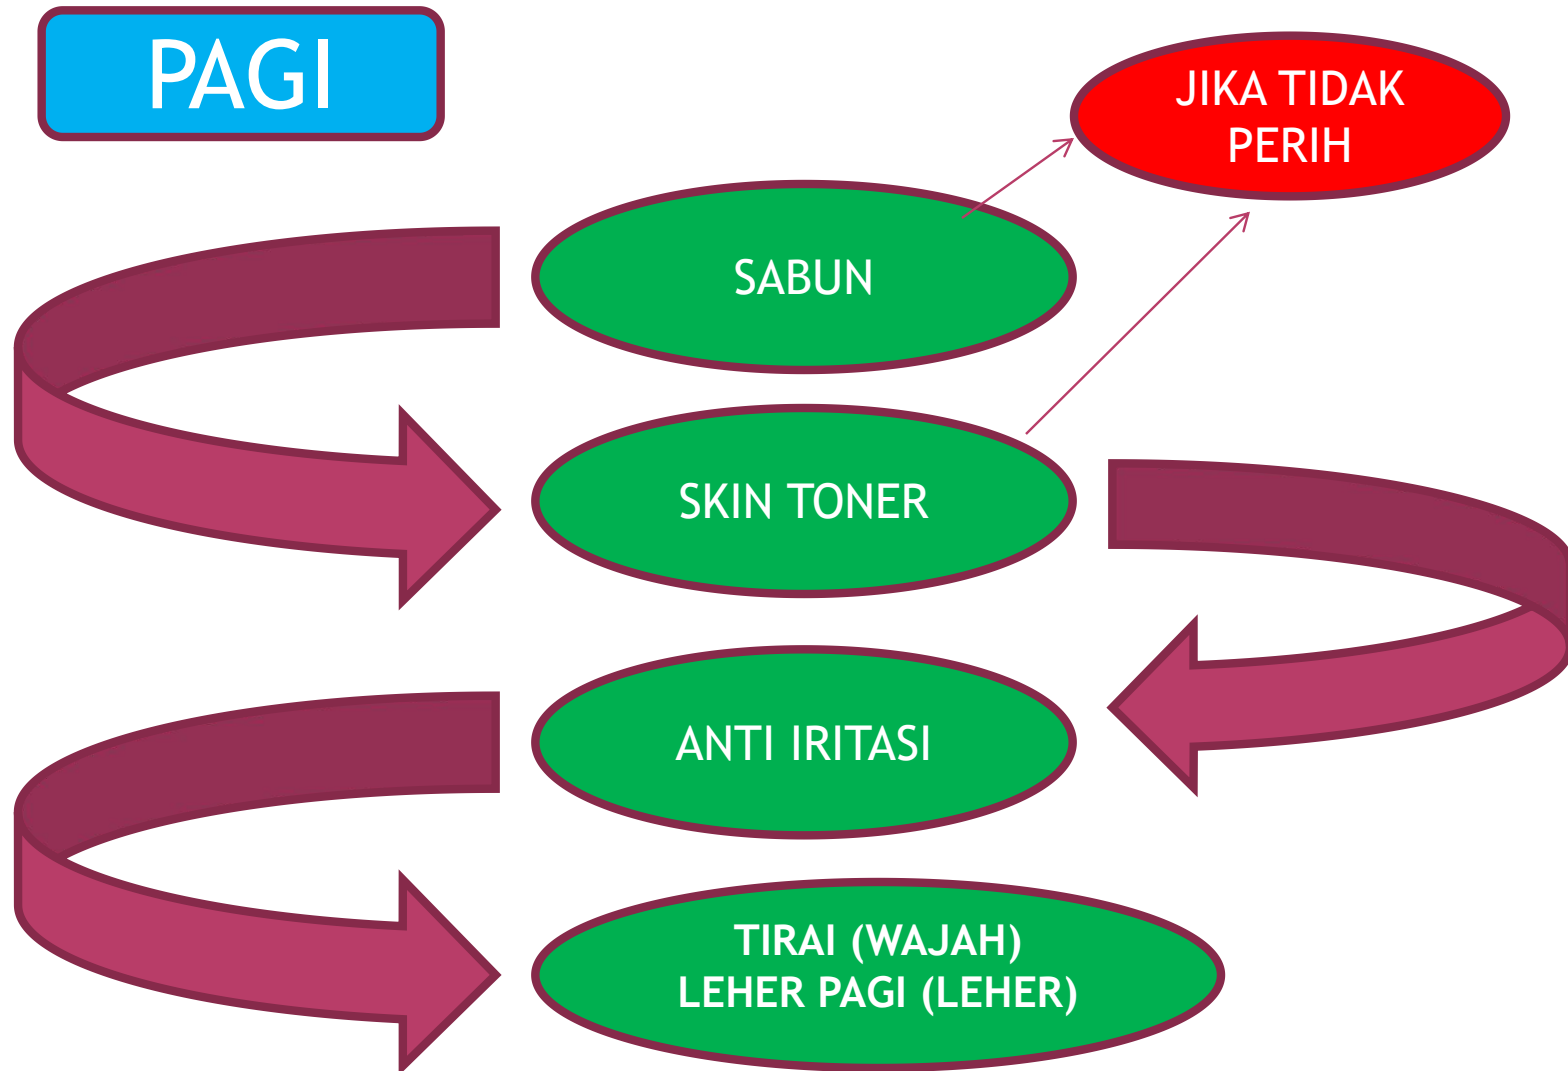 PAGI
JIKA TIDAK
PERIH
SABUN
SKIN TONER
ANTI IRITASI
TIRAI (WAJAH)
LEHER PAGI (LEHER)